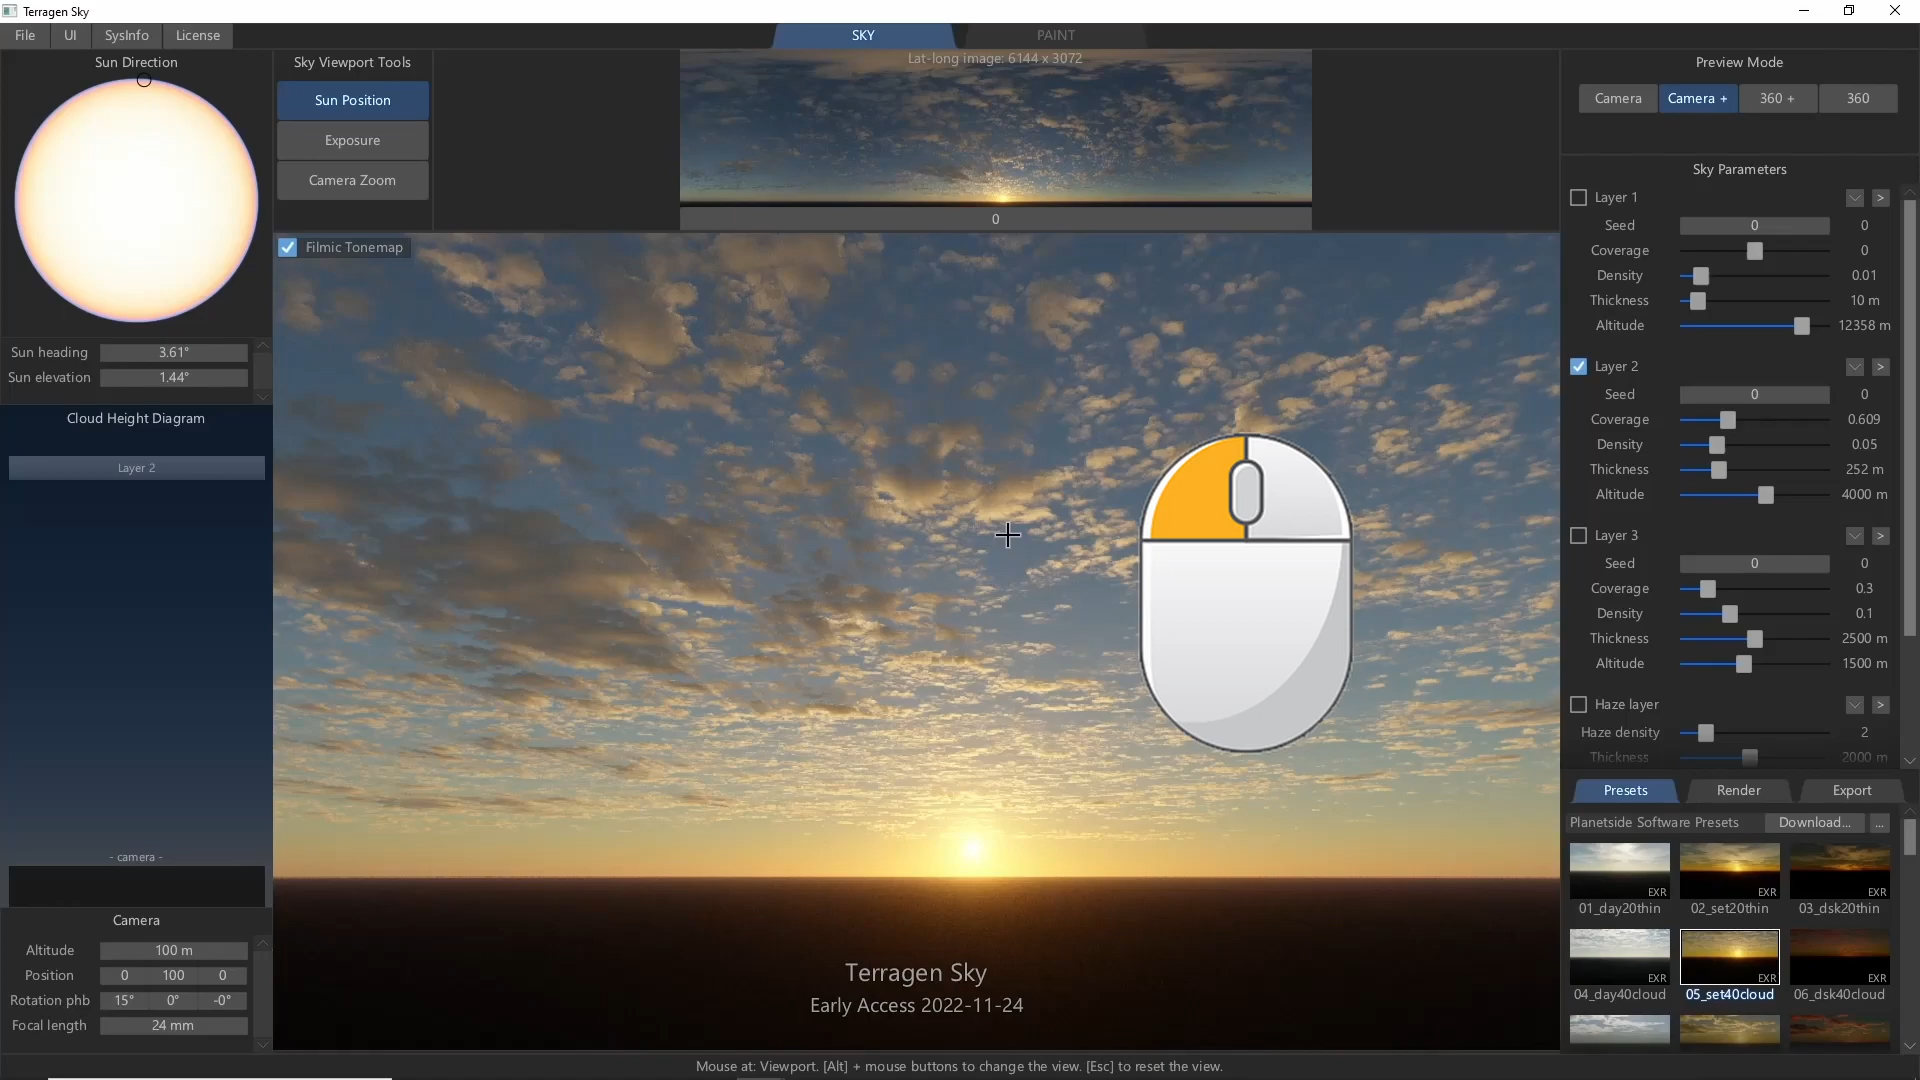 Terragen Sky
File UI SysInfo License
SKY PAINT
Sun Direction
Sun heading 3.61°
Sun elevation 1.44°
Cloud Height Diagram
Layer 2
- camera -
Camera
Altitude 100 m
Position 0 100 0
Rotation phb 15° 0° -0°
Focal length 24 mm
Sky Viewport Tools
Sun Position
Exposure
Camera Zoom
Lat-long image: 6144 x 3072
0
Filmic Tonemap
Terragen Sky
Early Access 2022-11-24
Preview Mode
Camera Camera + 360 + 360
Sky Parameters
Layer 1 >
Seed 0 0
Coverage 0
Density 0.01
Thickness 10 m
Altitude 12358 m
Layer 2 >
Seed 0 0
Coverage 0.609
Density 0.05
Thickness 252 m
Altitude 4000 m
Layer 3 >
Seed 0 0
Coverage 0.3
Density 0.1
Thickness 2500 m
Altitude 1500 m
Haze layer >
Haze density 2
Thickness 2000 m
Presets Render Export
Planetside Software Presets Download... ...
EXR EXR EXR
01_day20thin 02_set20thin 03_dsk20thin
EXR EXR EXR
04_day40cloud 05_set40cloud 06_dsk40cloud
Mouse at: Viewport. [Alt] + mouse buttons to change the view. [Esc] to reset the view.